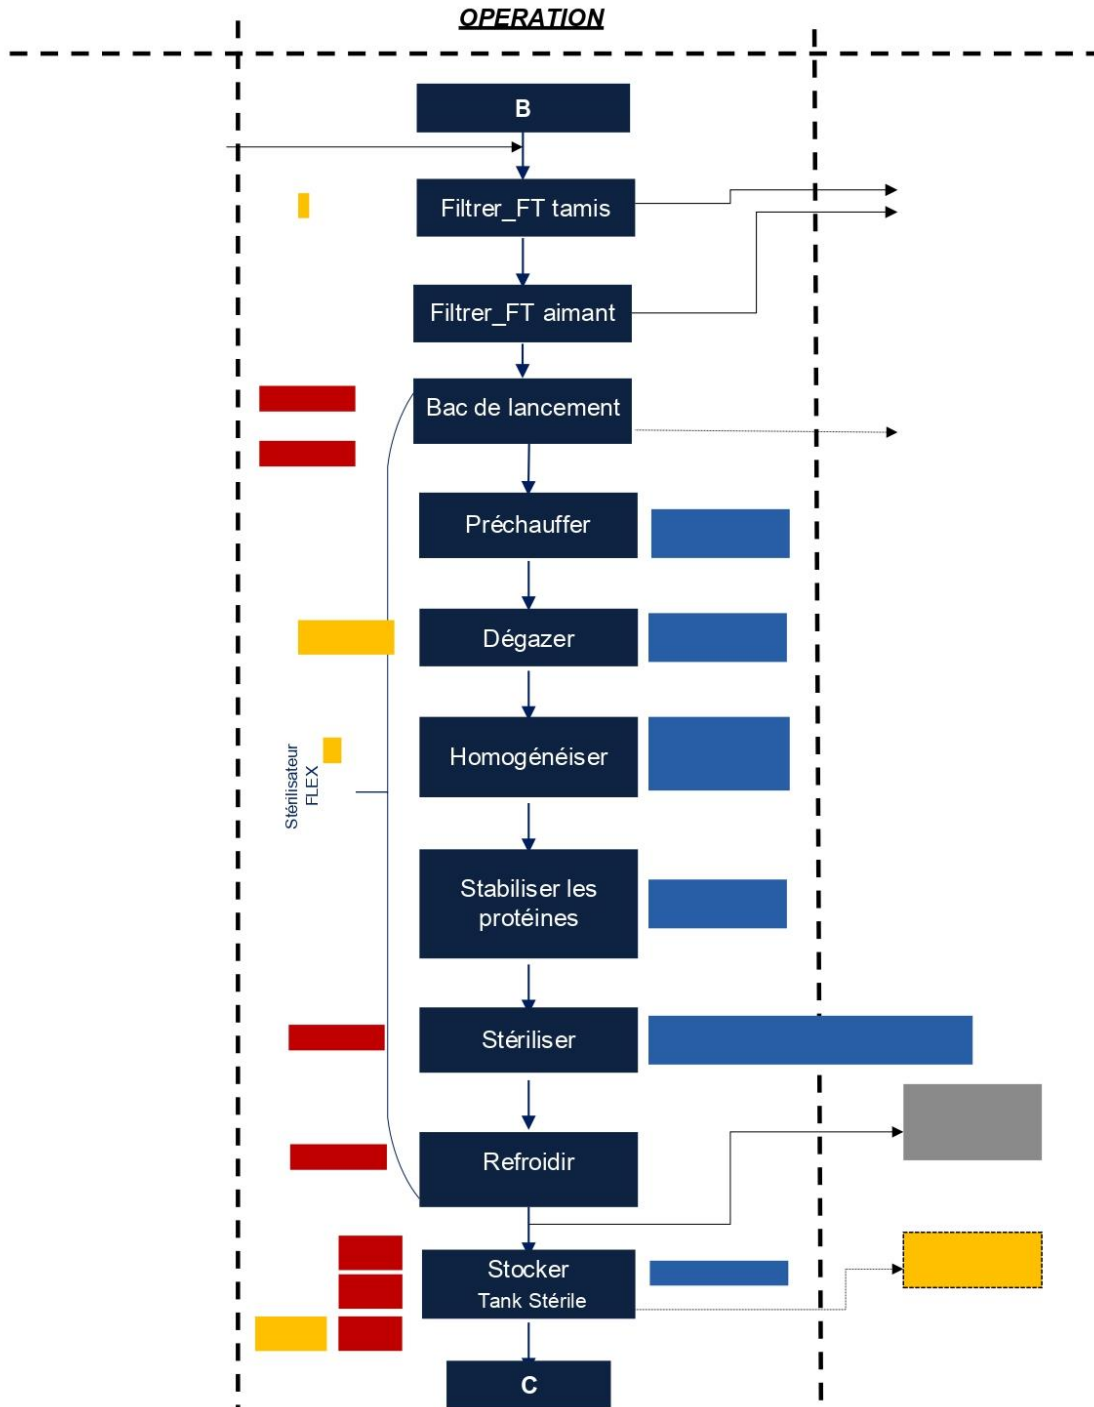 OPERATION
B
Filtrer_FT tamis
Filtrer_FT aimant
Bac de lancement
Préchauffer
Dégazer
Homogénéiser
Stérilisateur
FLEX
Stabiliser les
protéines
Stériliser
Refroidir
Stocker
Tank Stérile
C